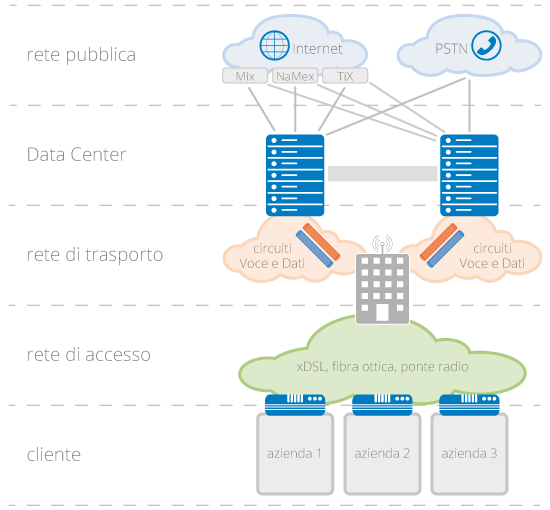 rete pubblica
Internet
PSTN
Mix
NaMex
TiX
Data Center
rete di trasporto
circuiti
Voce e Dati
circuiti
Voce e Dati
rete di accesso
xDSL, fibra ottica, ponte radio
cliente
azienda 1
azienda 2
azienda 3